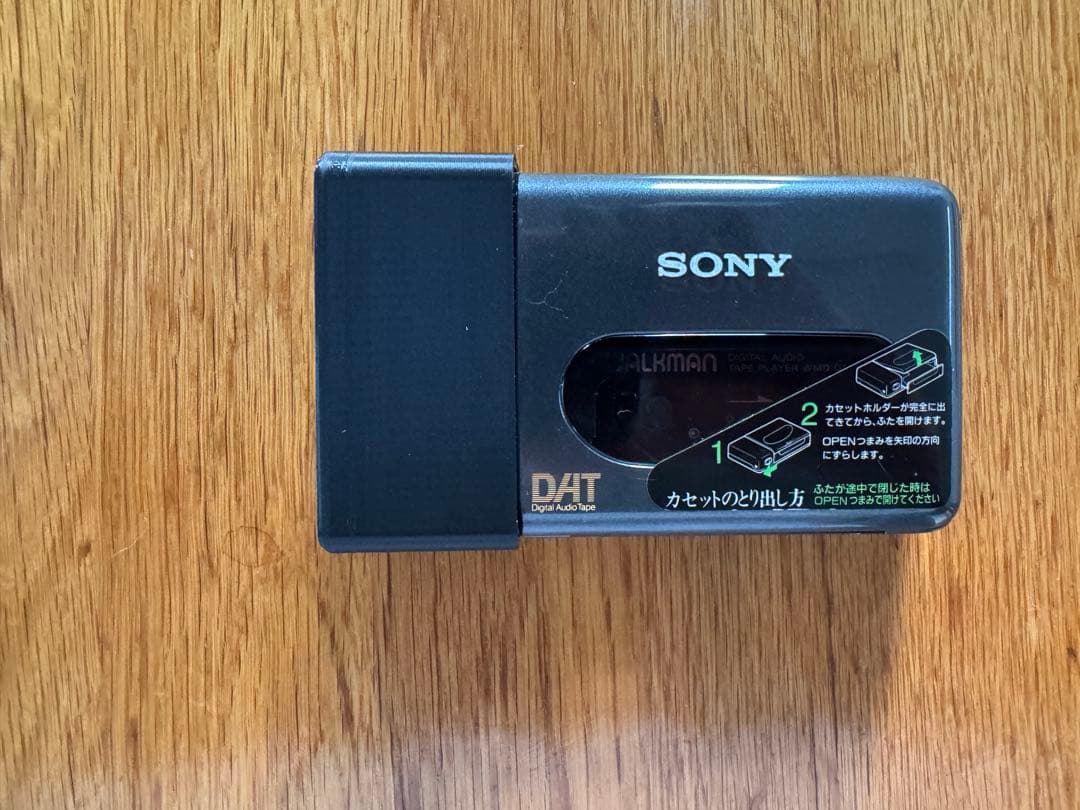 SONY
WALKMAN
DIGITAL AUDIO
TAPE PLAYER
2
カセットホルダーが完全に出
てきてから、ふたを開けます。
OPENつまみを矢印の方向
にずらします。
1
カセットのとり出し方
ふたが途中で閉じた時は
OPENつまみで開けてください
DAT
Digital Audio Tape